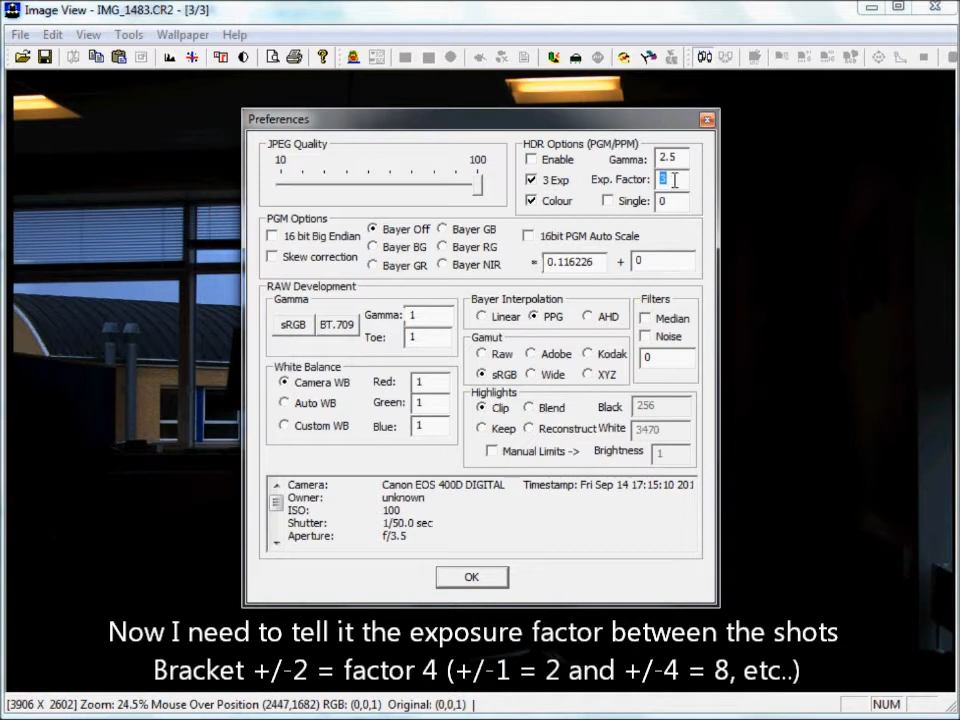 Image View - IMG_1483.CR2 - [3/3]
File Edit View Tools Wallpaper Help
Preferences
JPEG Quality
10 100
HDR Options (PGM/PPM)
Enable Gamma: 2.5
3 Exp Exp. Factor: 3
Colour Single: 0
PGM Options
16 bit Big Endian Bayer Off Bayer GB 16bit PGM Auto Scale
Skew correction Bayer BG Bayer RG
Bayer GR Bayer NIR * 0.116226 + 0
RAW Development
Gamma
sRGB BT.709 Gamma: 1
Toe: 1
Bayer Interpolation
Linear PPG AHD
Filters
Median
Noise
0
Gamut
Raw Adobe Kodak
sRGB Wide XYZ
White Balance
Camera WB Red: 1
Auto WB Green: 1
Custom WB Blue: 1
Highlights
Clip Blend Black 256
Keep Reconstruct White 3470
Manual Limits -> Brightness 1
Camera: Canon EOS 400D DIGITAL Timestamp: Fri Sep 14 17:15:10 201
Owner: unknown
ISO: 100
Shutter: 1/50.0 sec
Aperture: f/3.5
OK
Now I need to tell it the exposure factor between the shots
Bracket +/-2 = factor 4 (+/-1 = 2 and +/-4 = 8, etc..)
[3906 X 2602] Zoom: 24.5% Mouse Over Position (2447,1682) RGB: (0,0,1) Original: (0,0,1) NUM